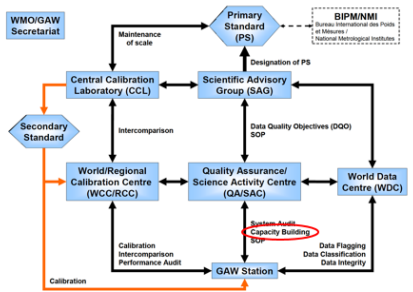 WMO/GAW
Secretariat
Primary
Standard
(PS)
BIPM/NMI
Bureau International des Poids
et Mésures /
National Metrological Institutes
Maintenance
of scale
Designation of PS
Central Calibration
Laboratory (CCL)
Scientific Advisory
Group (SAG)
Secondary
Standard
Intercomparison
Data Quality Objectives (DQO)
SOP
World/Regional
Calibration Centre
(WCC/RCC)
Quality Assurance/
Science Activity Centre
(QA/SAC)
World Data
Centre (WDC)
System Audit
Capacity Building
SOP
Calibration
Intercomparison
Performance Audit
Data Flagging
Data Classification
Data Integrity
GAW Station
Calibration